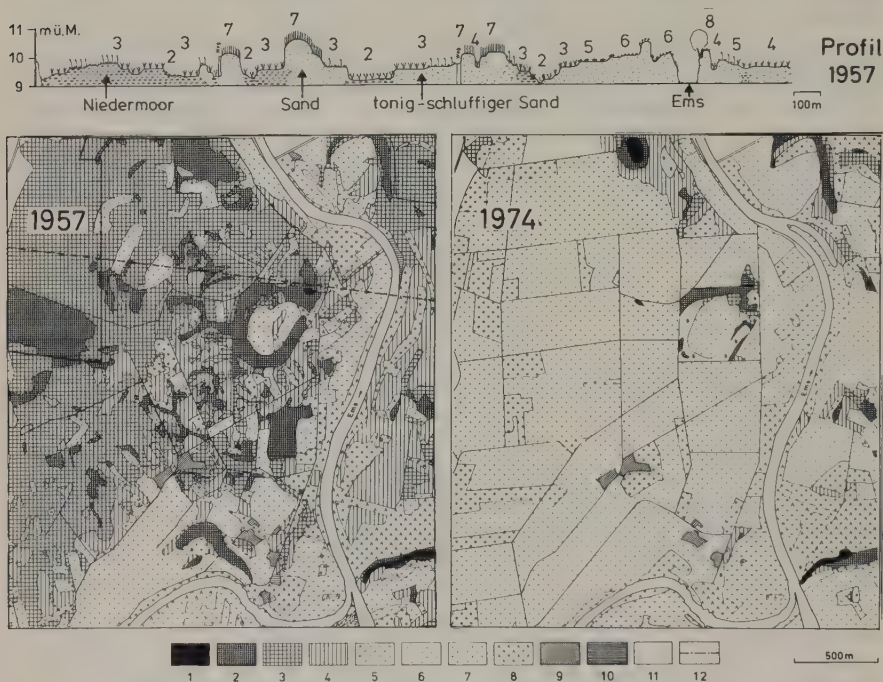 11 m ü. M.
10
9
3 2 3 7 2 3 7 3 2 3 7 4 7 3 2 3 5 6 6 8 4 5 4
Profil
1957
Niedermoor Sand tonig-schluffiger Sand Ems
100m
1957
Ems
1974
Ems
1 2 3 4 5 6 7 8 9 10 11 12
500m